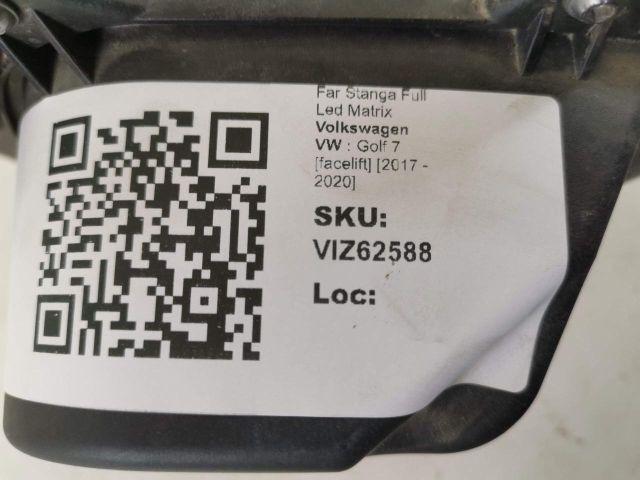 Far Stanga Full
Led Matrix
Volkswagen
VW : Golf 7
[facelift] [2017 -
2020]
SKU:
VIZ62588
Loc: